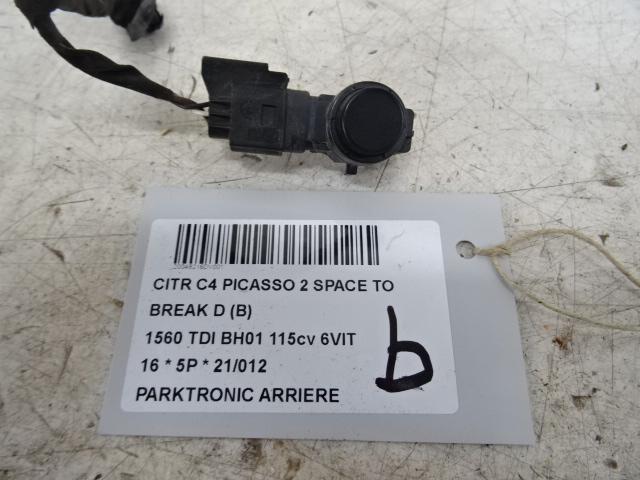 CITR C4 PICASSO 2 SPACE TO
BREAK D (B)
1560 TDI BH01 115cv 6VIT
16 * 5P * 21/012
PARKTRONIC ARRIERE
b